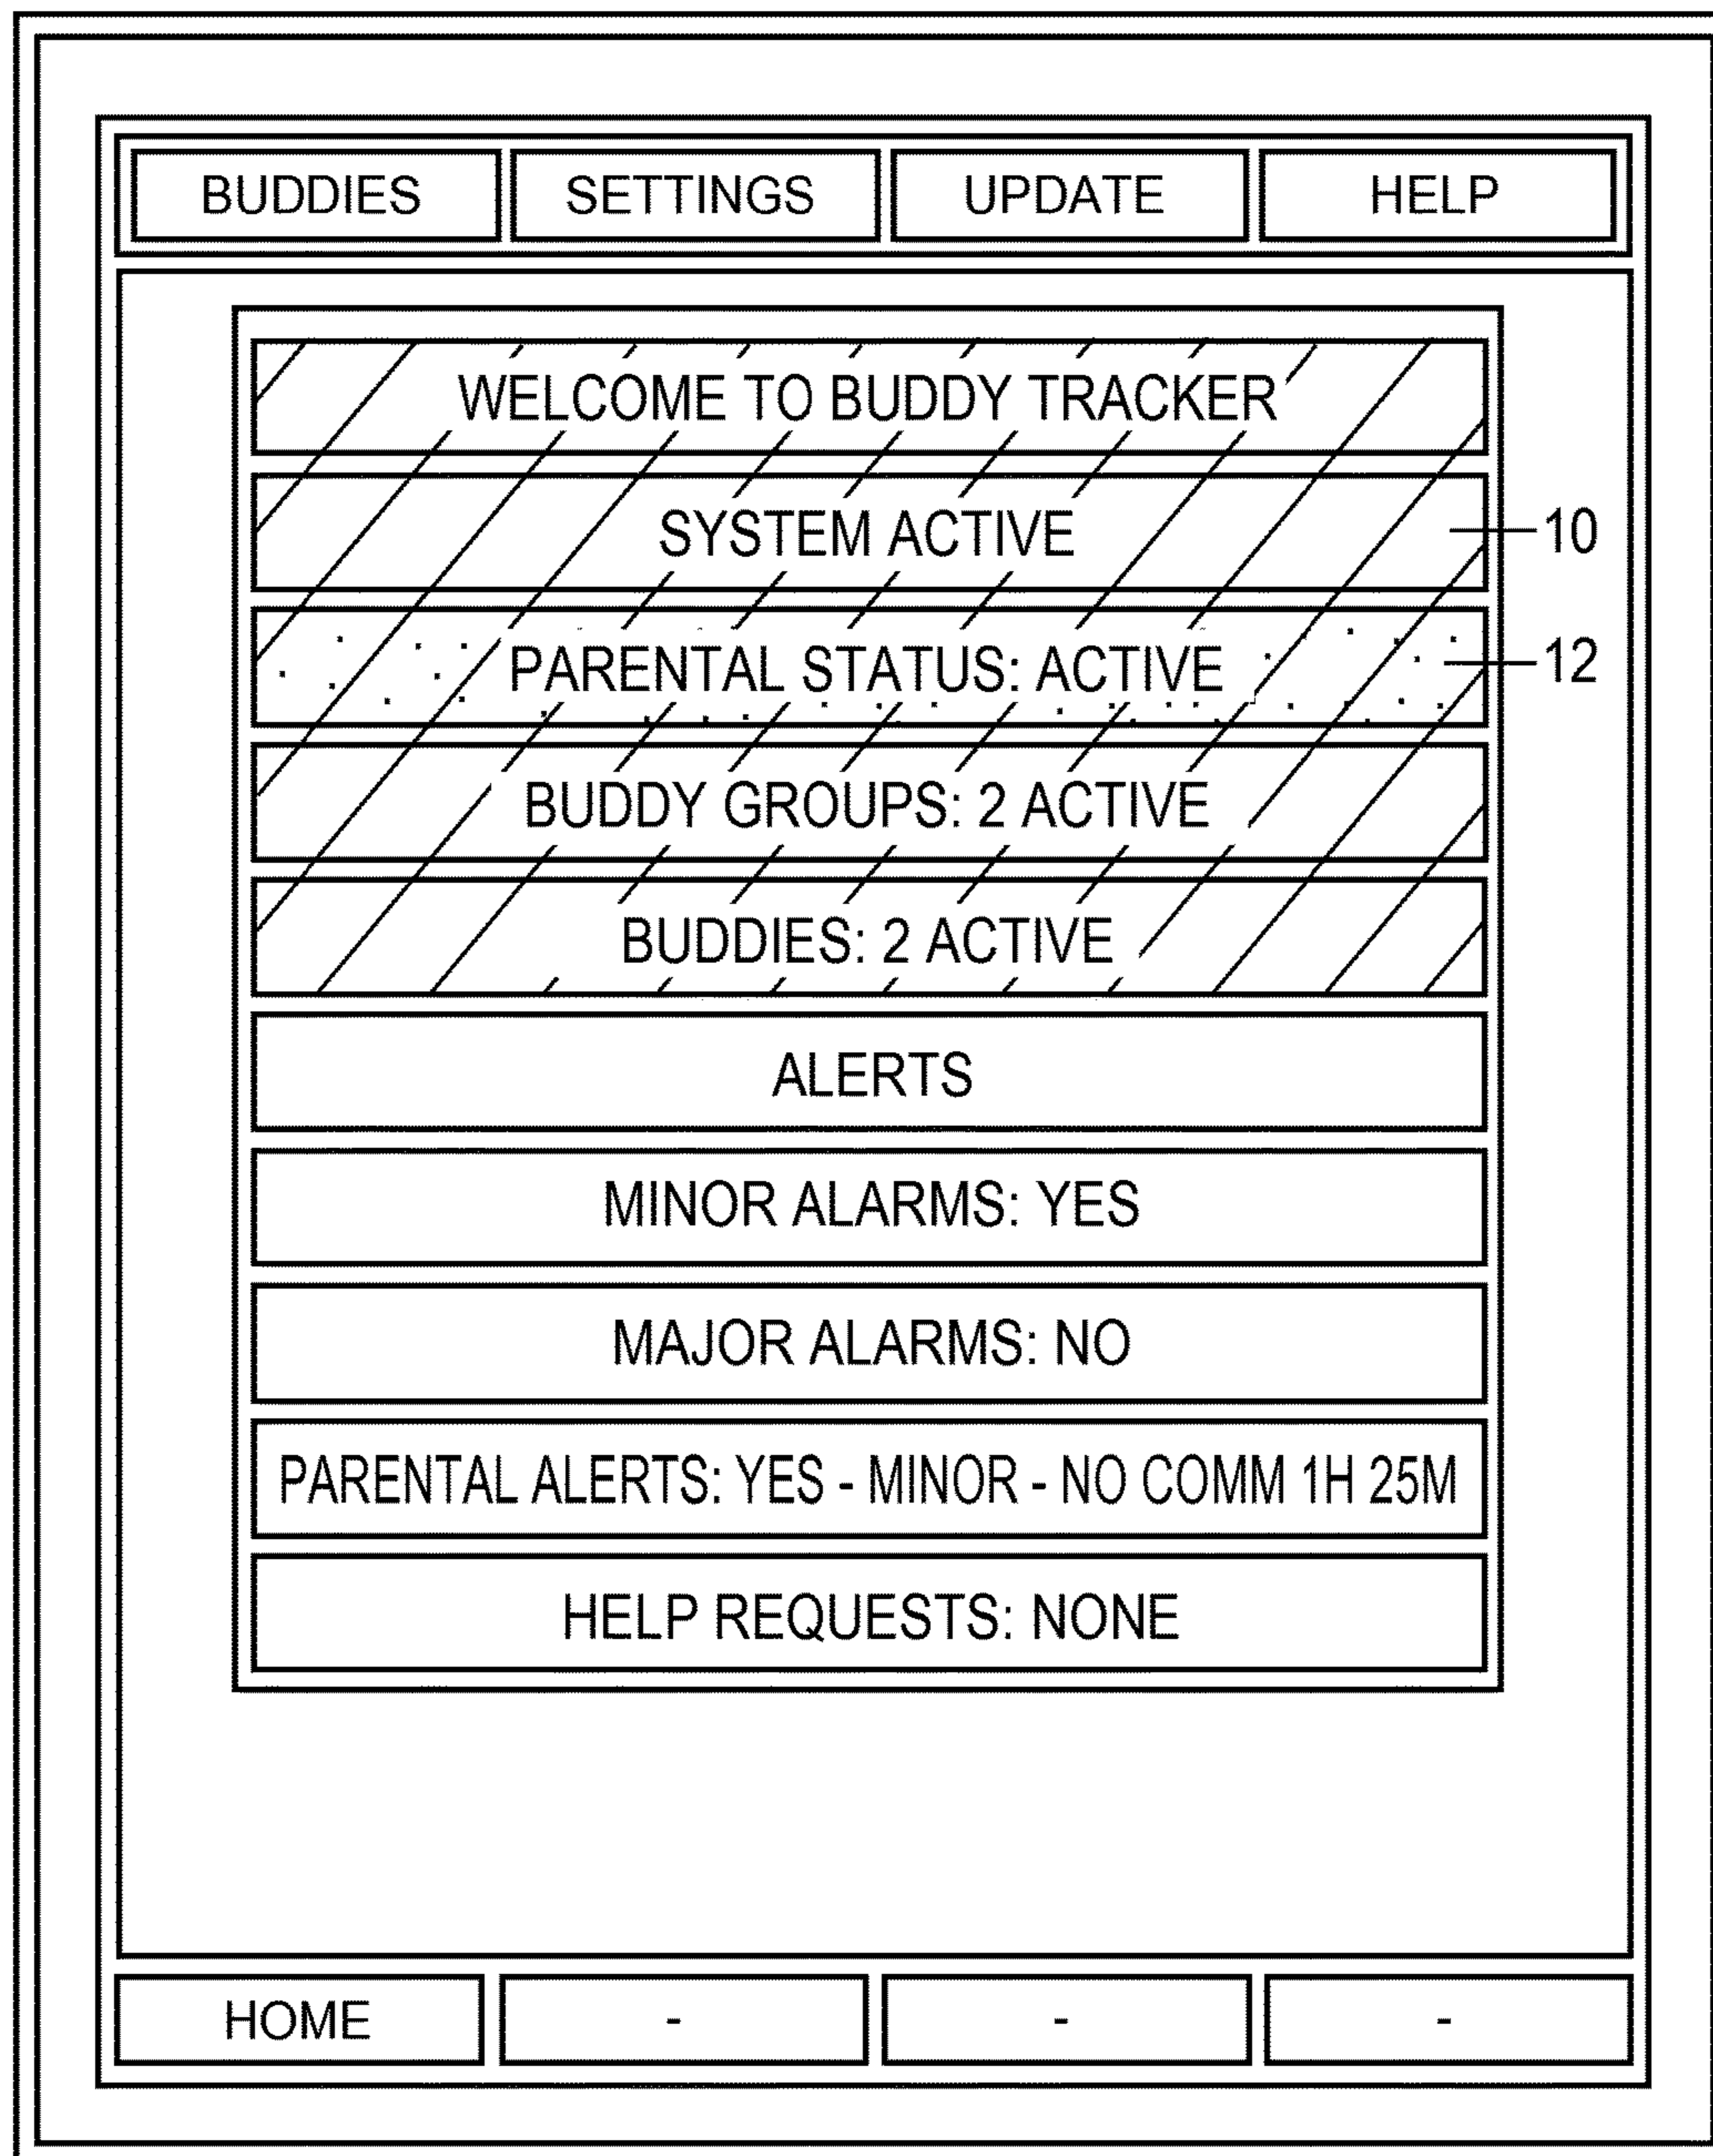 BUDDIES SETTINGS UPDATE HELP
WELCOME TO BUDDY TRACKER
SYSTEM ACTIVE 10
PARENTAL STATUS: ACTIVE 12
BUDDY GROUPS: 2 ACTIVE
BUDDIES: 2 ACTIVE
ALERTS
MINOR ALARMS: YES
MAJOR ALARMS: NO
PARENTAL ALERTS: YES - MINOR - NO COMM 1H 25M
HELP REQUESTS: NONE
HOME - - -